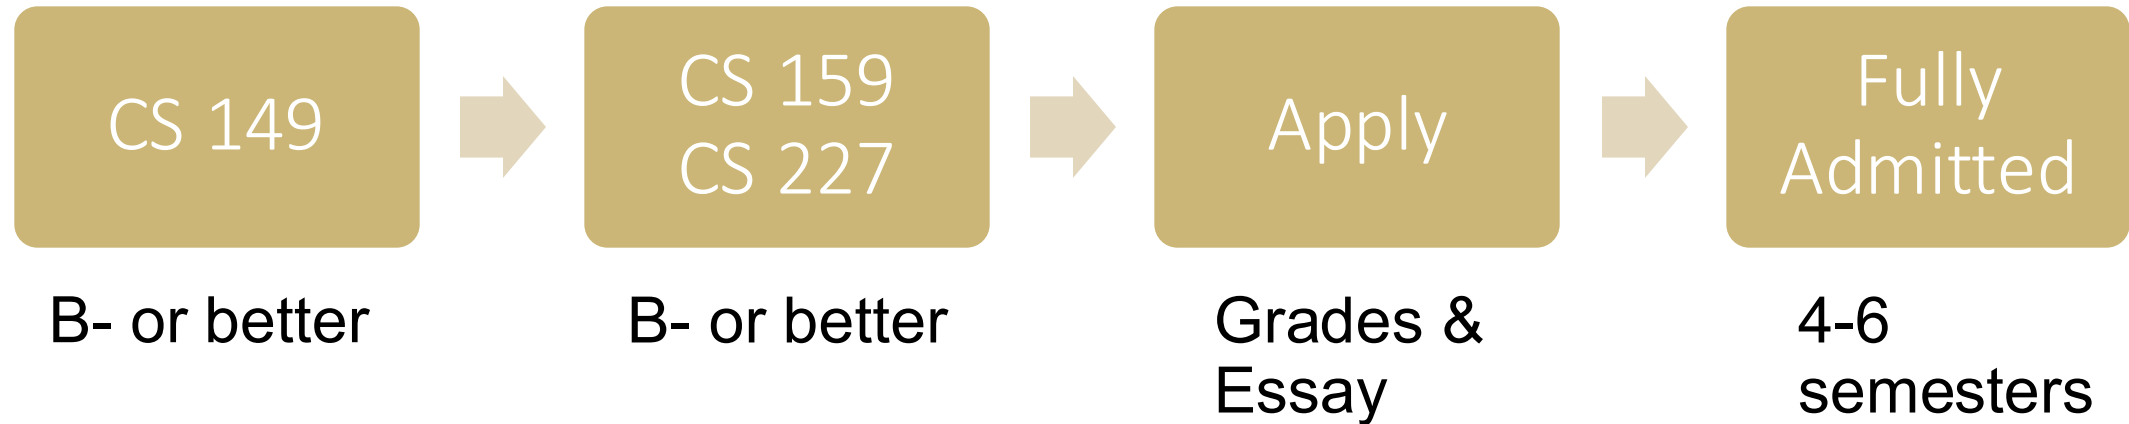 CS 149
CS 159
CS 227
Apply
Fully
Admitted
B- or better
B- or better
Grades &
Essay
4-6
semesters